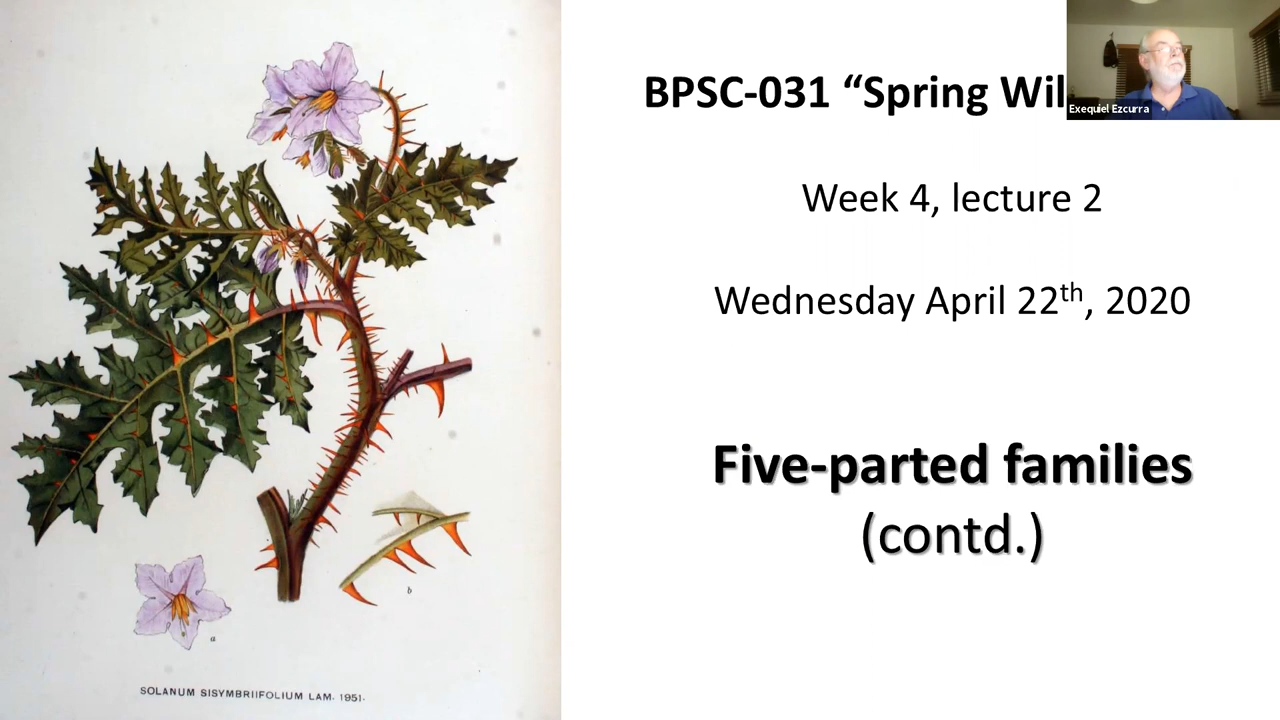 BPSC-031 “Spring Wil
Exequiel Ezcurra
Week 4, lecture 2
Wednesday April 22th, 2020
Five-parted families
(contd.)
a
b
SOLANUM SISYMBRIIFOLIUM LAM. 1951.